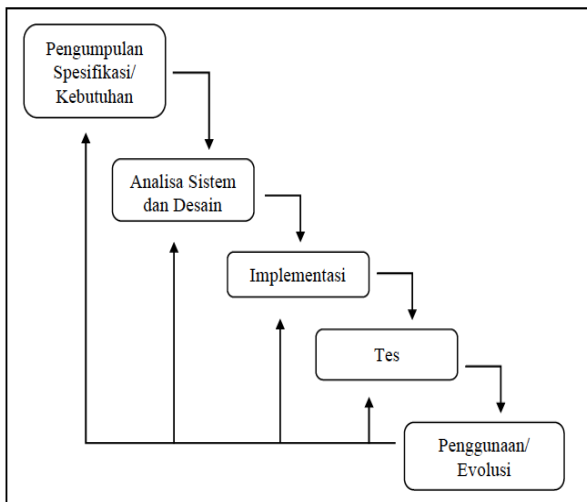 Pengumpulan
Spesifikasi/
Kebutuhan
Analisa Sistem
dan Desain
Implementasi
Tes
Penggunaan/
Evolusi